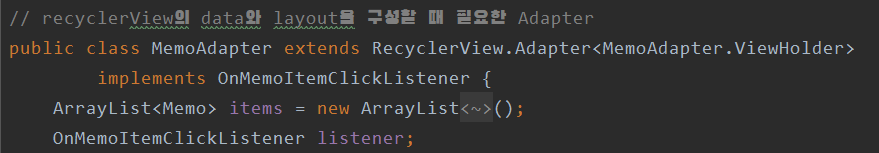 // recyclerView의 data와 layout을 구성할 때 필요한 Adapter
public class MemoAdapter extends RecyclerView.Adapter<MemoAdapter.ViewHolder>
implements OnMemoItemClickListener {
ArrayList<Memo> items = new ArrayList<~>();
OnMemoItemClickListener listener;